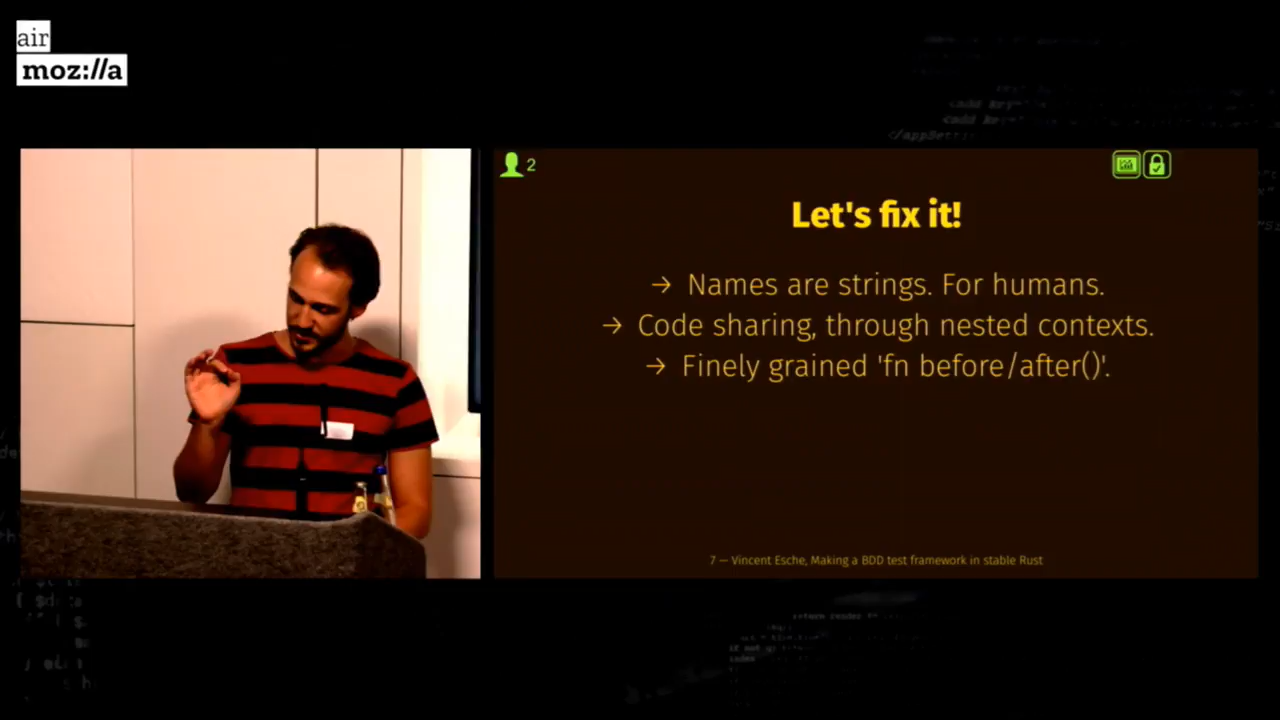 air
moz://a
</appSetti
2
Let's fix it!
→ Names are strings. For humans.
→ Code sharing, through nested contexts.
→ Finely grained 'fn before/after()'.
7 — Vincent Esche, Making a BDD test framework in stable Rust